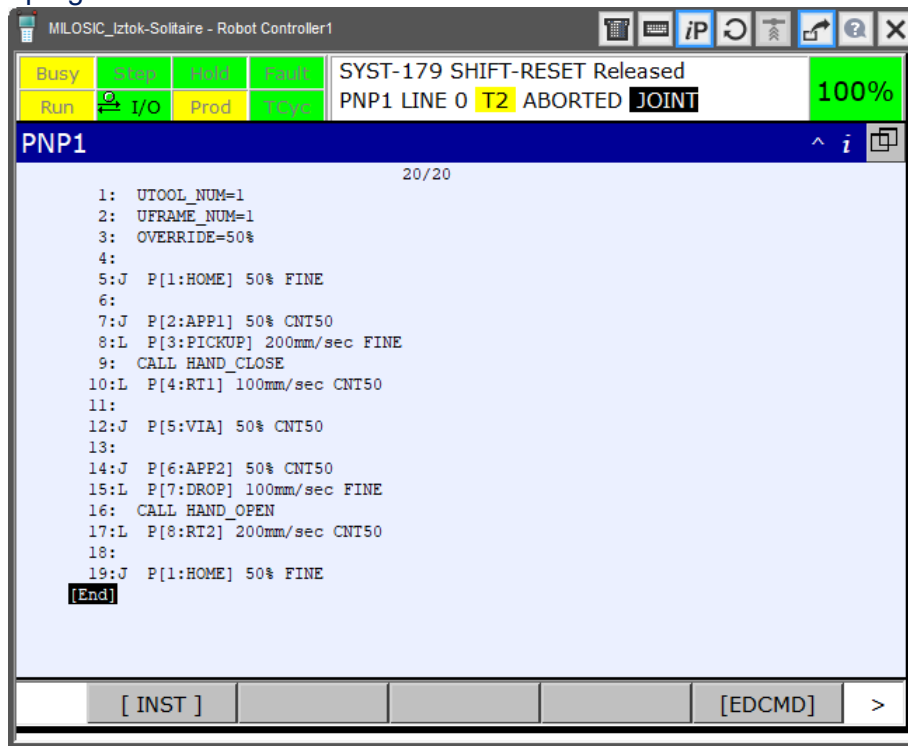 MILOSIC_Iztok-Solitaire - Robot Controller1
iP
Busy Step Hold Fault
Run I/O Prod TCyc
SYST-179 SHIFT-RESET Released
PNP1 LINE 0 T2 ABORTED JOINT
100%
PNP1
^ i
20/20
1: UTOOL_NUM=1
2: UFRAME_NUM=1
3: OVERRIDE=50%
4:
5:J P[1:HOME] 50% FINE
6:
7:J P[2:APP1] 50% CNT50
8:L P[3:PICKUP] 200mm/sec FINE
9: CALL HAND_CLOSE
10:L P[4:RT1] 100mm/sec CNT50
11:
12:J P[5:VIA] 50% CNT50
13:
14:J P[6:APP2] 50% CNT50
15:L P[7:DROP] 100mm/sec FINE
16: CALL HAND_OPEN
17:L P[8:RT2] 200mm/sec CNT50
18:
19:J P[1:HOME] 50% FINE
[End]
[ INST ] [EDCMD] >